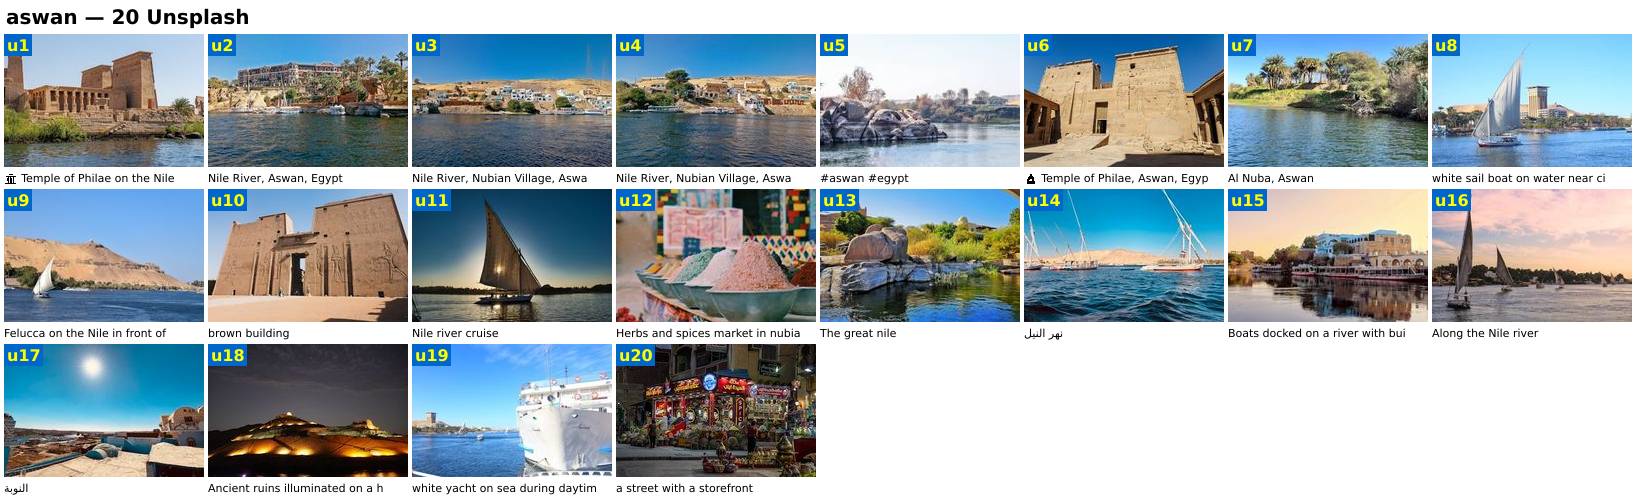 aswan — 20 Unsplash
u1
u2
u3
u4
u5
u6
u7
u8
Temple of Philae on the Nile
Nile River, Aswan, Egypt
Nile River, Nubian Village, Aswa
Nile River, Nubian Village, Aswa
#aswan #egypt
Temple of Philae, Aswan, Egyp
Al Nuba, Aswan
white sail boat on water near ci
u9
u10
u11
u12
u13
u14
u15
u16
Felucca on the Nile in front of
brown building
Nile river cruise
Herbs and spices market in nubia
The great nile
نهر النيل
Boats docked on a river with bui
Along the Nile river
u17
u18
u19
u20
النوبة
Ancient ruins illuminated on a h
white yacht on sea during daytim
a street with a storefront